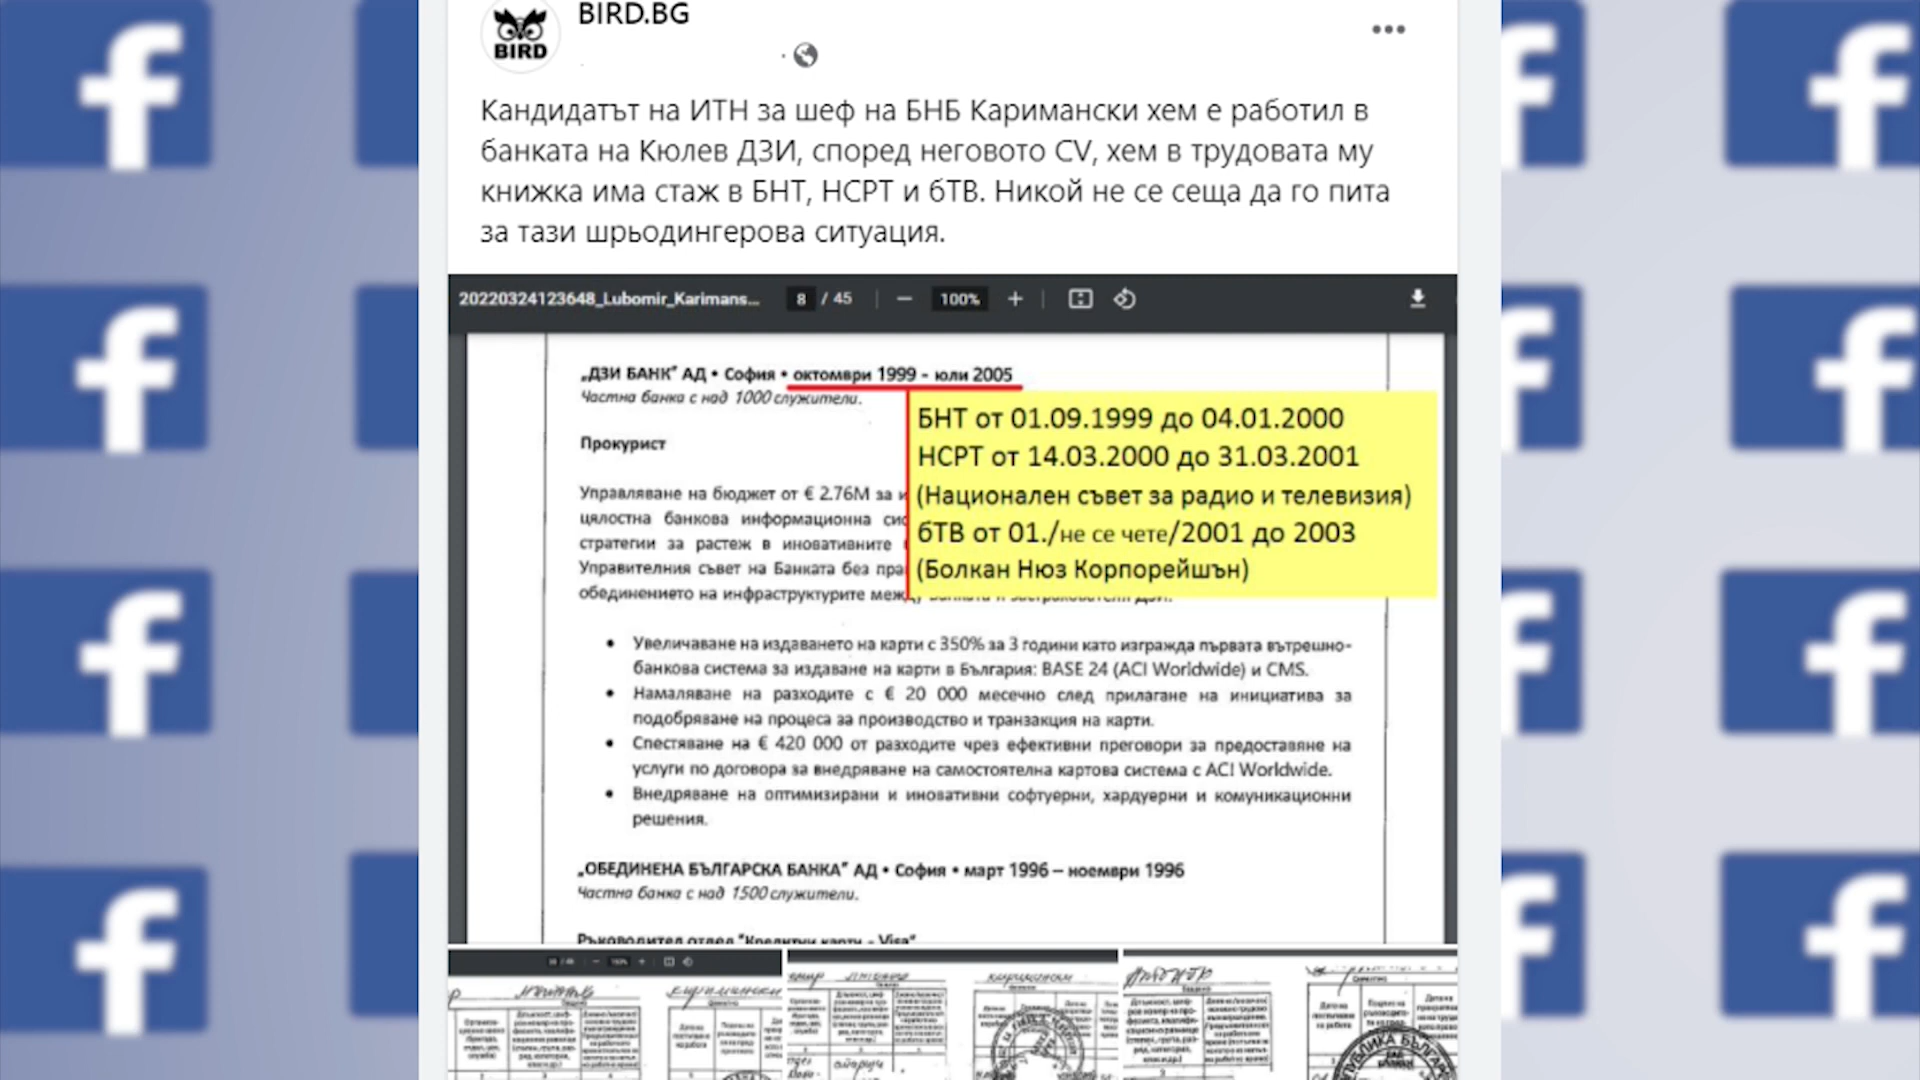 BIRD
BIRD.BG
Кандидатът на ИТН за шеф на БНБ Каримански хем е работил в
банката на Кюлев ДЗИ, според неговото CV, хем в трудовата му
книжка има стаж в БНТ, НСРТ и бТВ. Никой не се сеща да го пита
за тази шрьодингерова ситуация.
20220324123648_Lubomir_Karimans... 8 / 45 − 100% +
„ДЗИ БАНК" АД • София • октомври 1999 - юли 2005
Частна банка с над 1000 служители.
БНТ от 01.09.1999 до 04.01.2000
Прокурист
НСРТ от 14.03.2000 до 31.03.2001
(Национален съвет за радио и телевизия)
бТВ от 01./не се чете/2001 до 2003
(Болкан Нюз Корпорейшън)
Управляване на бюджет от € 2.76М за
цялостна банкова информационна
стратегии за растеж в иновативните
Управителния съвет на Банката без
обединението на инфраструктурите
• Увеличаване на издаването на карти с 350% за 3 години като изгражда първата вътрешно-
банкова система за издаване на карти в България: BASE 24 (ACI Worldwide) и CMS.
• Намаляване на разходите с € 20 000 месечно след прилагане на инициатива за
подобряване на процеса за производство и транзакция на карти.
• Спестяване на € 420 000 от разходите чрез ефективни преговори за предоставяне на
услуги по договора за внедряване на самостоятелна картова система с ACI Worldwide.
• Внедряване на оптимизирани и иновативни софтуерни, хардуерни и комуникационни
решения.
„ОБЕДИНЕНА БЪЛГАРСКА БАНКА" АД • София • март 1996 – ноември 1996
Частна банка с над 1500 служители.
Ръководител отдел "Кредитни карти - Visa"